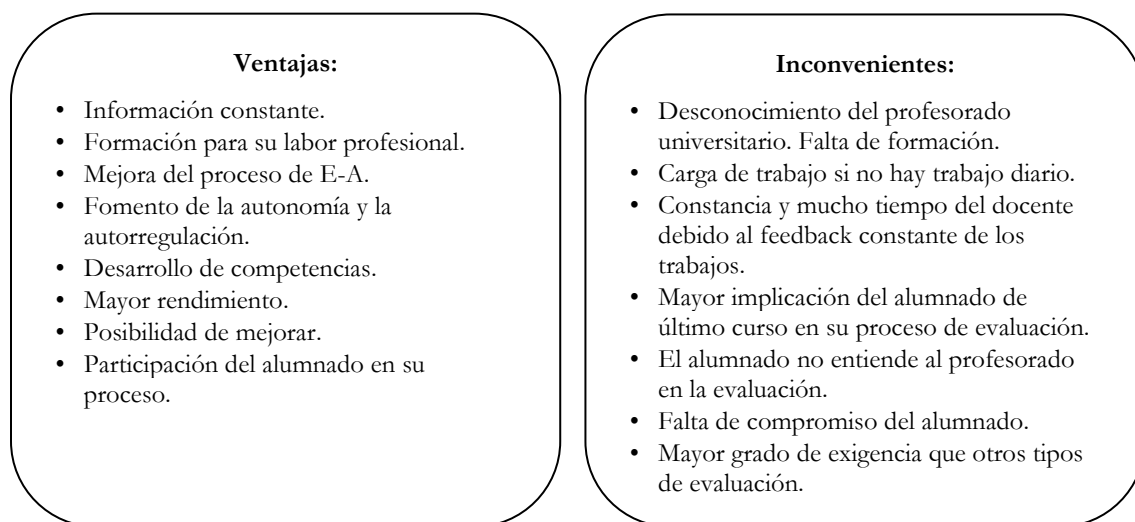 Ventajas:
• Información constante.
• Formación para su labor profesional.
• Mejora del proceso de E-A.
• Fomento de la autonomía y la
autorregulación.
• Desarrollo de competencias.
• Mayor rendimiento.
• Posibilidad de mejorar.
• Participación del alumnado en su
proceso.
Inconvenientes:
• Desconocimiento del profesorado
universitario. Falta de formación.
• Carga de trabajo si no hay trabajo diario.
• Constancia y mucho tiempo del docente
debido al feedback constante de los
trabajos.
• Mayor implicación del alumnado de
último curso en su proceso de evaluación.
• El alumnado no entiende al profesorado
en la evaluación.
• Falta de compromiso del alumnado.
• Mayor grado de exigencia que otros tipos
de evaluación.